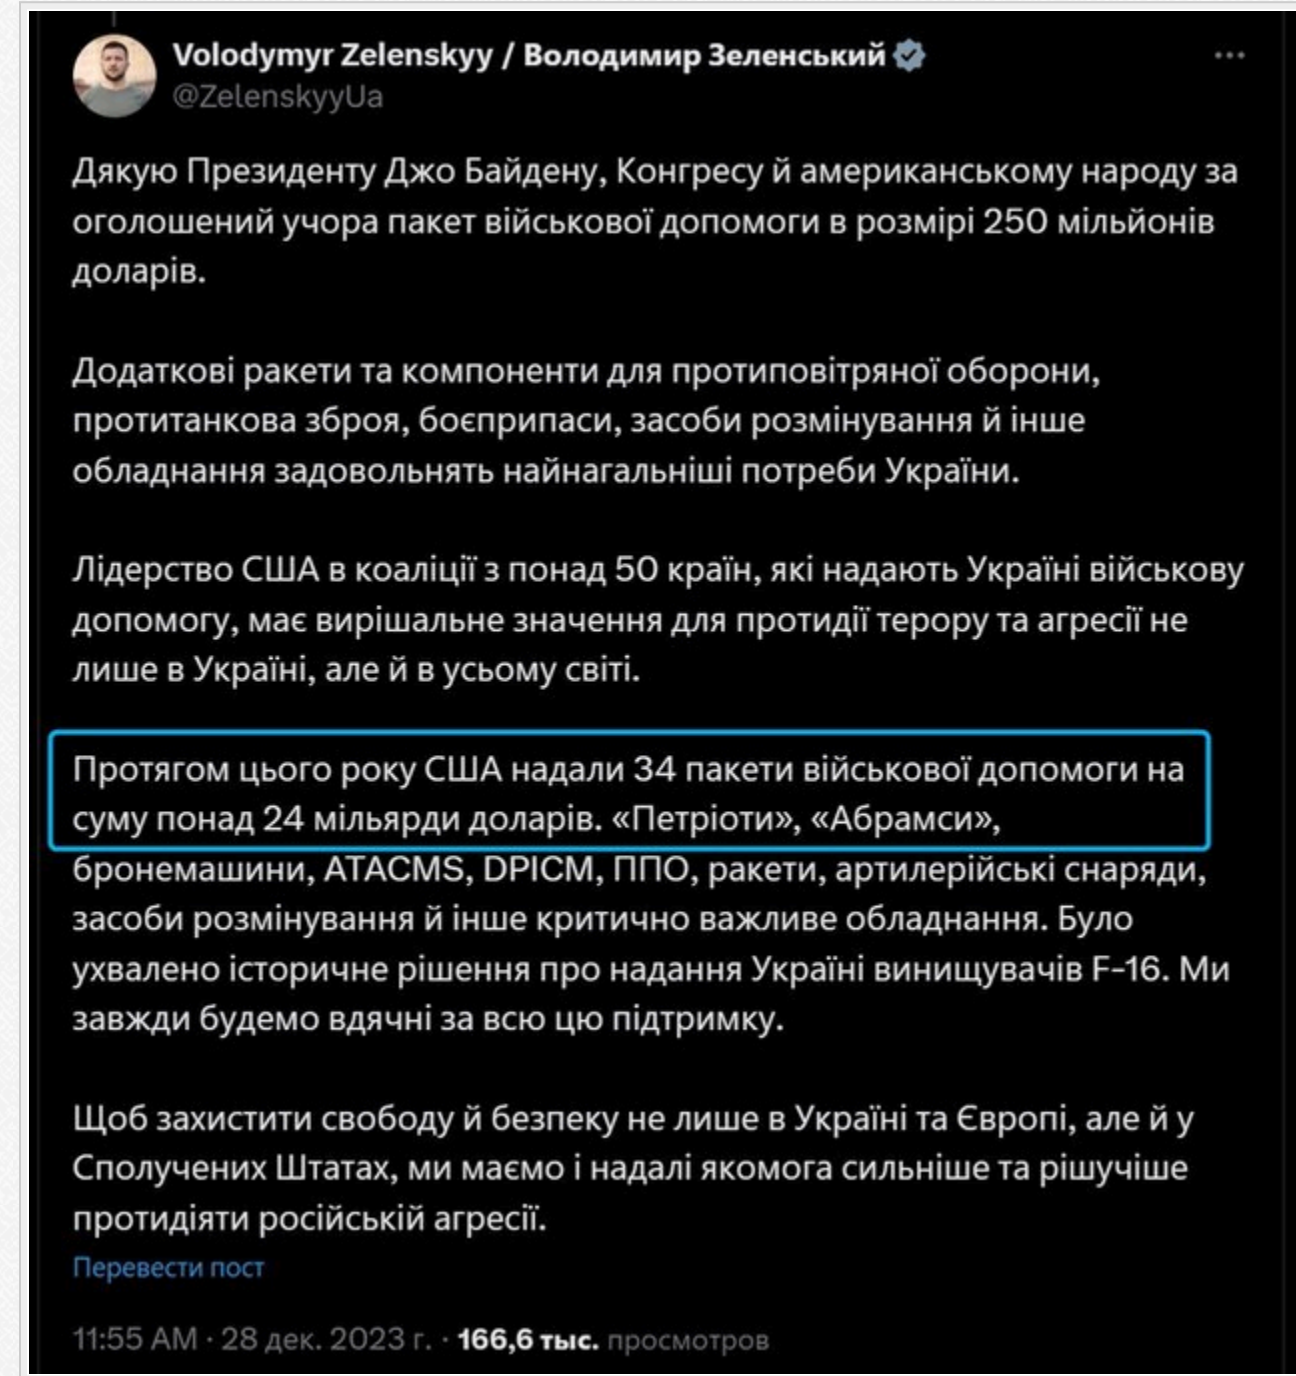 Volodymyr Zelenskyy / Володимир Зеленський
@ZelenskyyUa
Дякую Президенту Джо Байдену, Конгресу й американському народу за
оголошений учора пакет військової допомоги в розмірі 250 мільйонів
доларів.
Додаткові ракети та компоненти для протиповітряної оборони,
протитанкова зброя, боєприпаси, засоби розмінування й інше
обладнання задовольнять найнагальніші потреби України.
Лідерство США в коаліції з понад 50 країн, які надають Україні військову
допомогу, має вирішальне значення для протидії терору та агресії не
лише в Україні, але й в усьому світі.
Протягом цього року США надали 34 пакети військової допомоги на
суму понад 24 мільярди доларів. «Петріоти», «Абрамси»,
бронемашини, ATACMS, DPICM, ППО, ракети, артилерійські снаряди,
засоби розмінування й інше критично важливе обладнання. Було
ухвалено історичне рішення про надання Україні винищувачів F-16. Ми
завжди будемо вдячні за всю цю підтримку.
Щоб захистити свободу й безпеку не лише в Україні та Європі, але й у
Сполучених Штатах, ми маємо і надалі якомога сильніше та рішучіше
протидіяти російській агресії.
Перевести пост
11:55 AM · 28 дек. 2023 г. · 166,6 тыс. просмотров